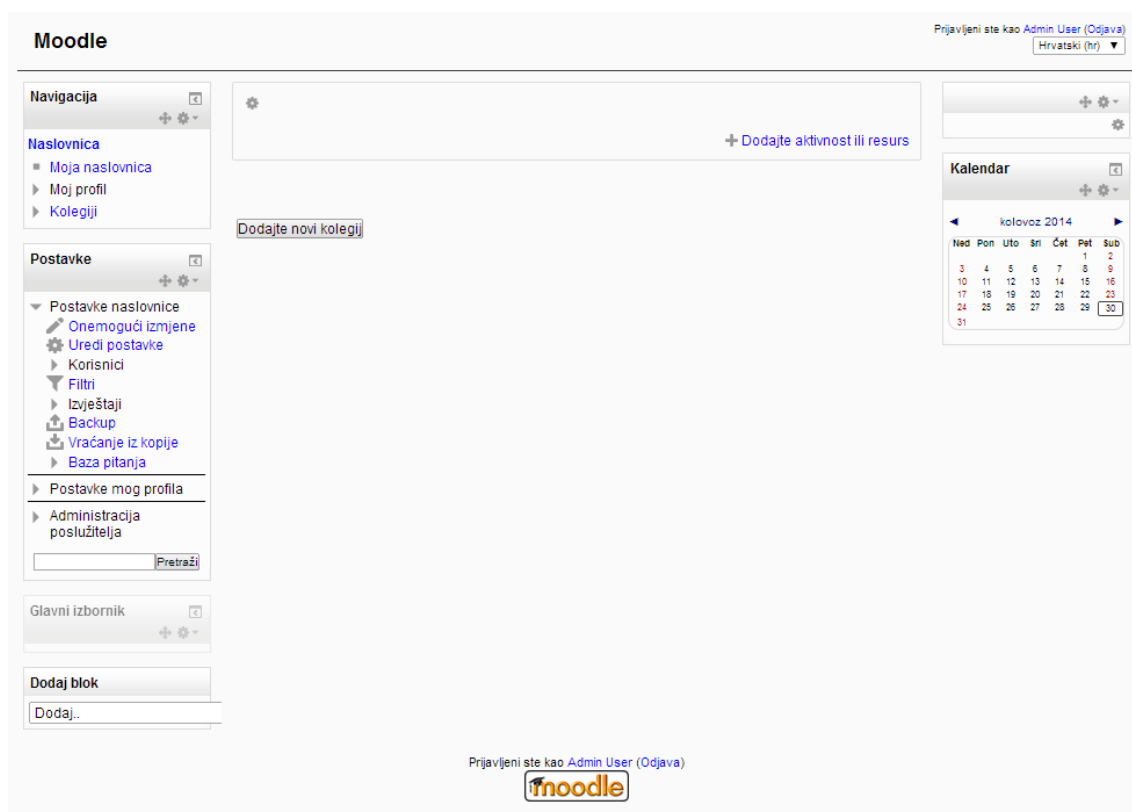 Moodle
Prijavljeni ste kao Admin User (Odjava)
Hrvatski (hr) ▼
Navigacija
Naslovnica
Moja naslovnica
Moj profil
Kolegiji
Postavke
Postavke naslovnice
Onemogući izmjene
Uredi postavke
Korisnici
Filtri
Izvještaji
Backup
Vraćanje iz kopije
Baza pitanja
Postavke mog profila
Administracija
poslužitelja
Pretraži
Glavni izbornik
Dodaj blok
Dodaj..
Dodajte aktivnost ili resurs
Dodajte novi kolegij
Kalendar
◄ kolovoz 2014 ►
Ned Pon Uto Sri Čet Pet Sub
1 2
3 4 5 6 7 8 9
10 11 12 13 14 15 16
17 18 19 20 21 22 23
24 25 26 27 28 29 30
31
Prijavljeni ste kao Admin User (Odjava)
moodle